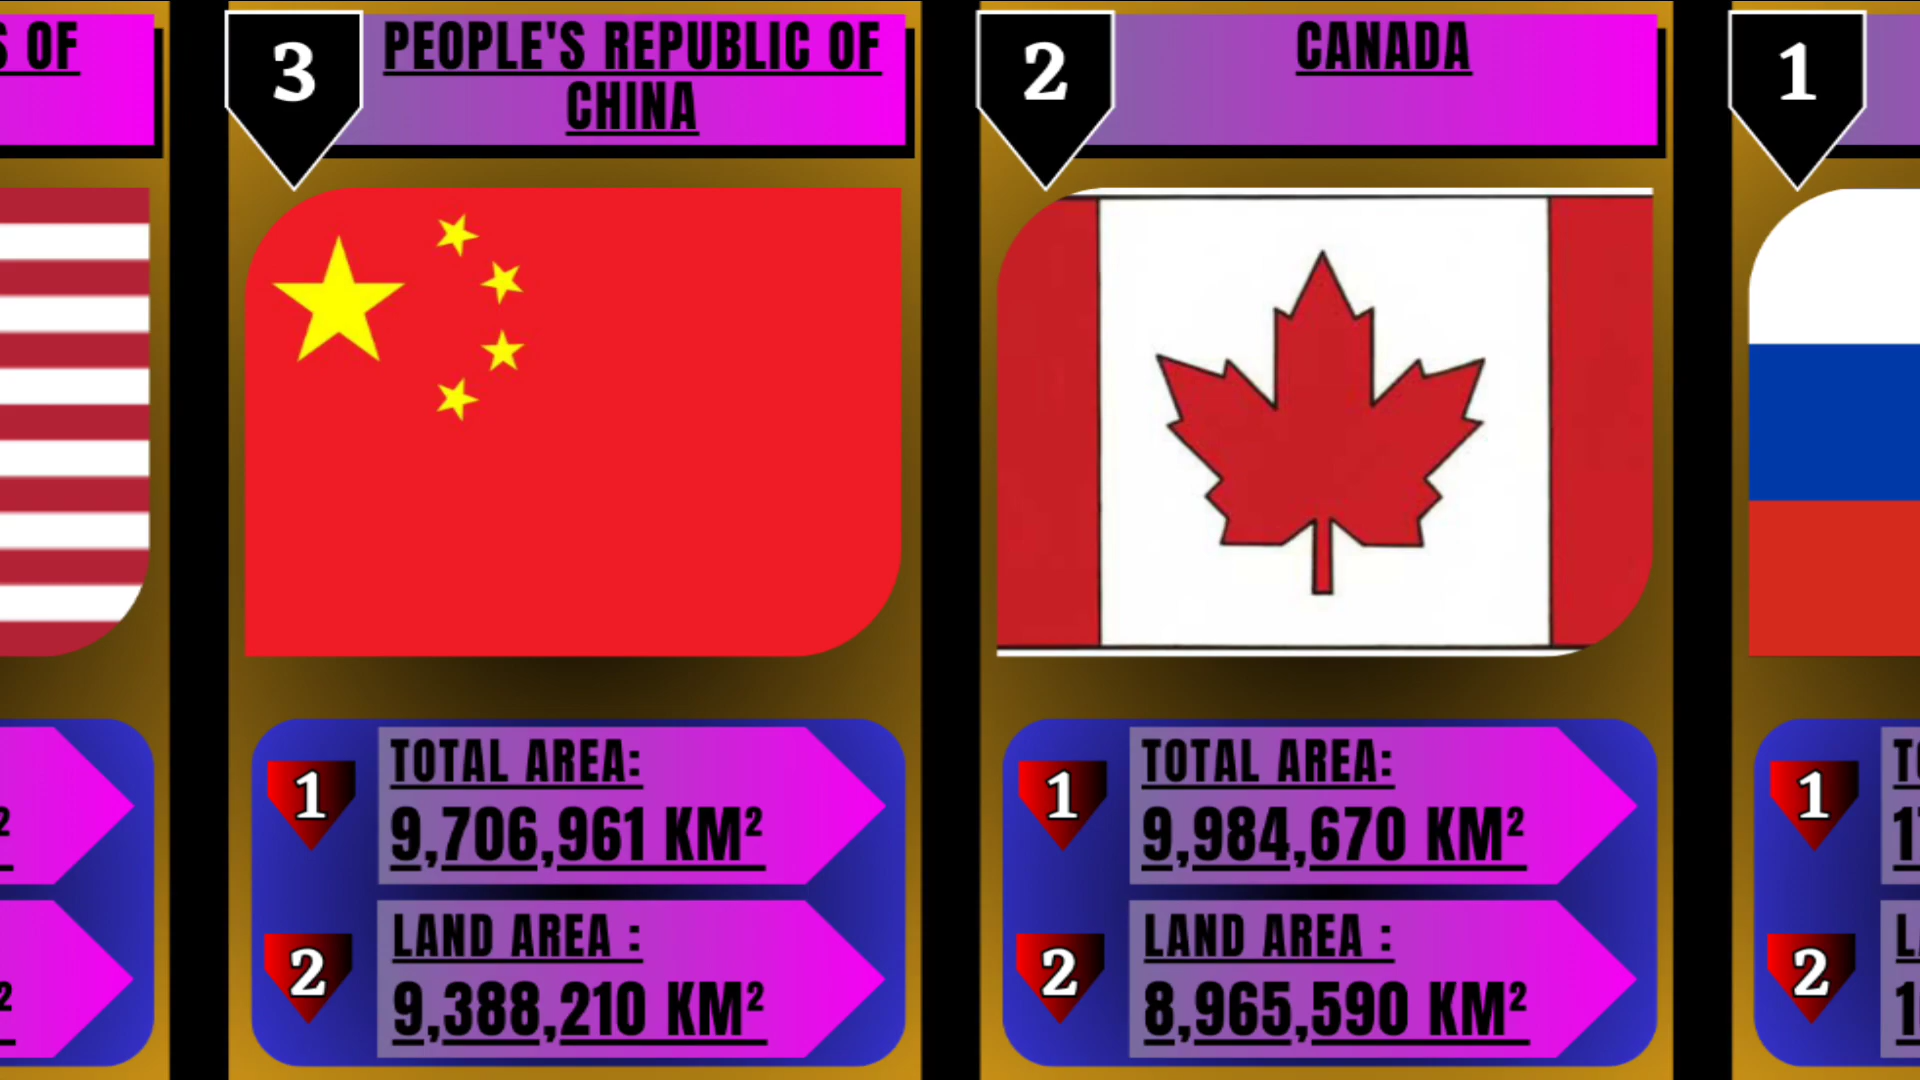 OF
3
PEOPLE'S REPUBLIC OF
CHINA
1
TOTAL AREA:
9,706,961 KM²
2
LAND AREA :
9,388,210 KM²
2
CANADA
1
TOTAL AREA:
9,984,670 KM²
2
LAND AREA :
8,965,590 KM²
1
1
2